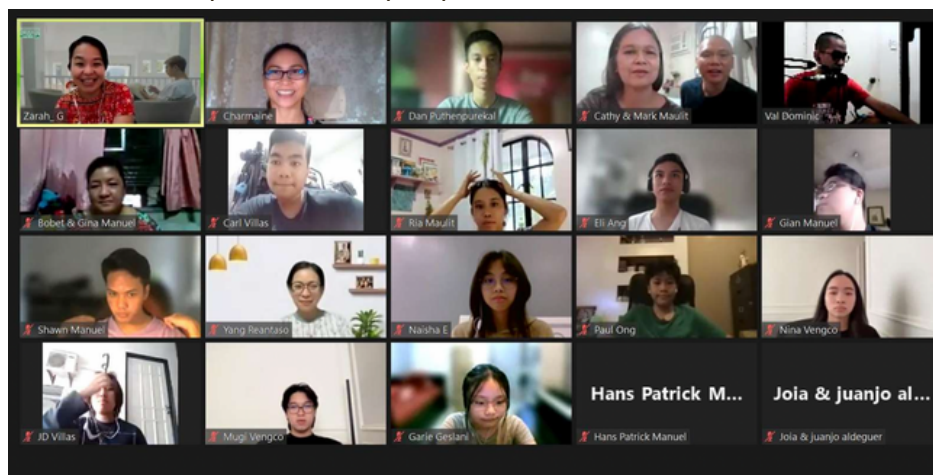 Zarah_ G
Charmaine
Dan Puthenpurekal
Cathy & Mark Maulit
Val Dominic
Bobet & Gina Manuel
Carl Villas
Ria Maulit
Eli Ang
Gian Manuel
Shawn Manuel
Yang Reantaso
Naisha E
Paul Ong
Nina Vengco
JD Villas
Mugi Vengco
Garie Geslani
Hans Patrick M...
Hans Patrick Manuel
Joia & juanjo al...
Joia & juanjo aldeguer